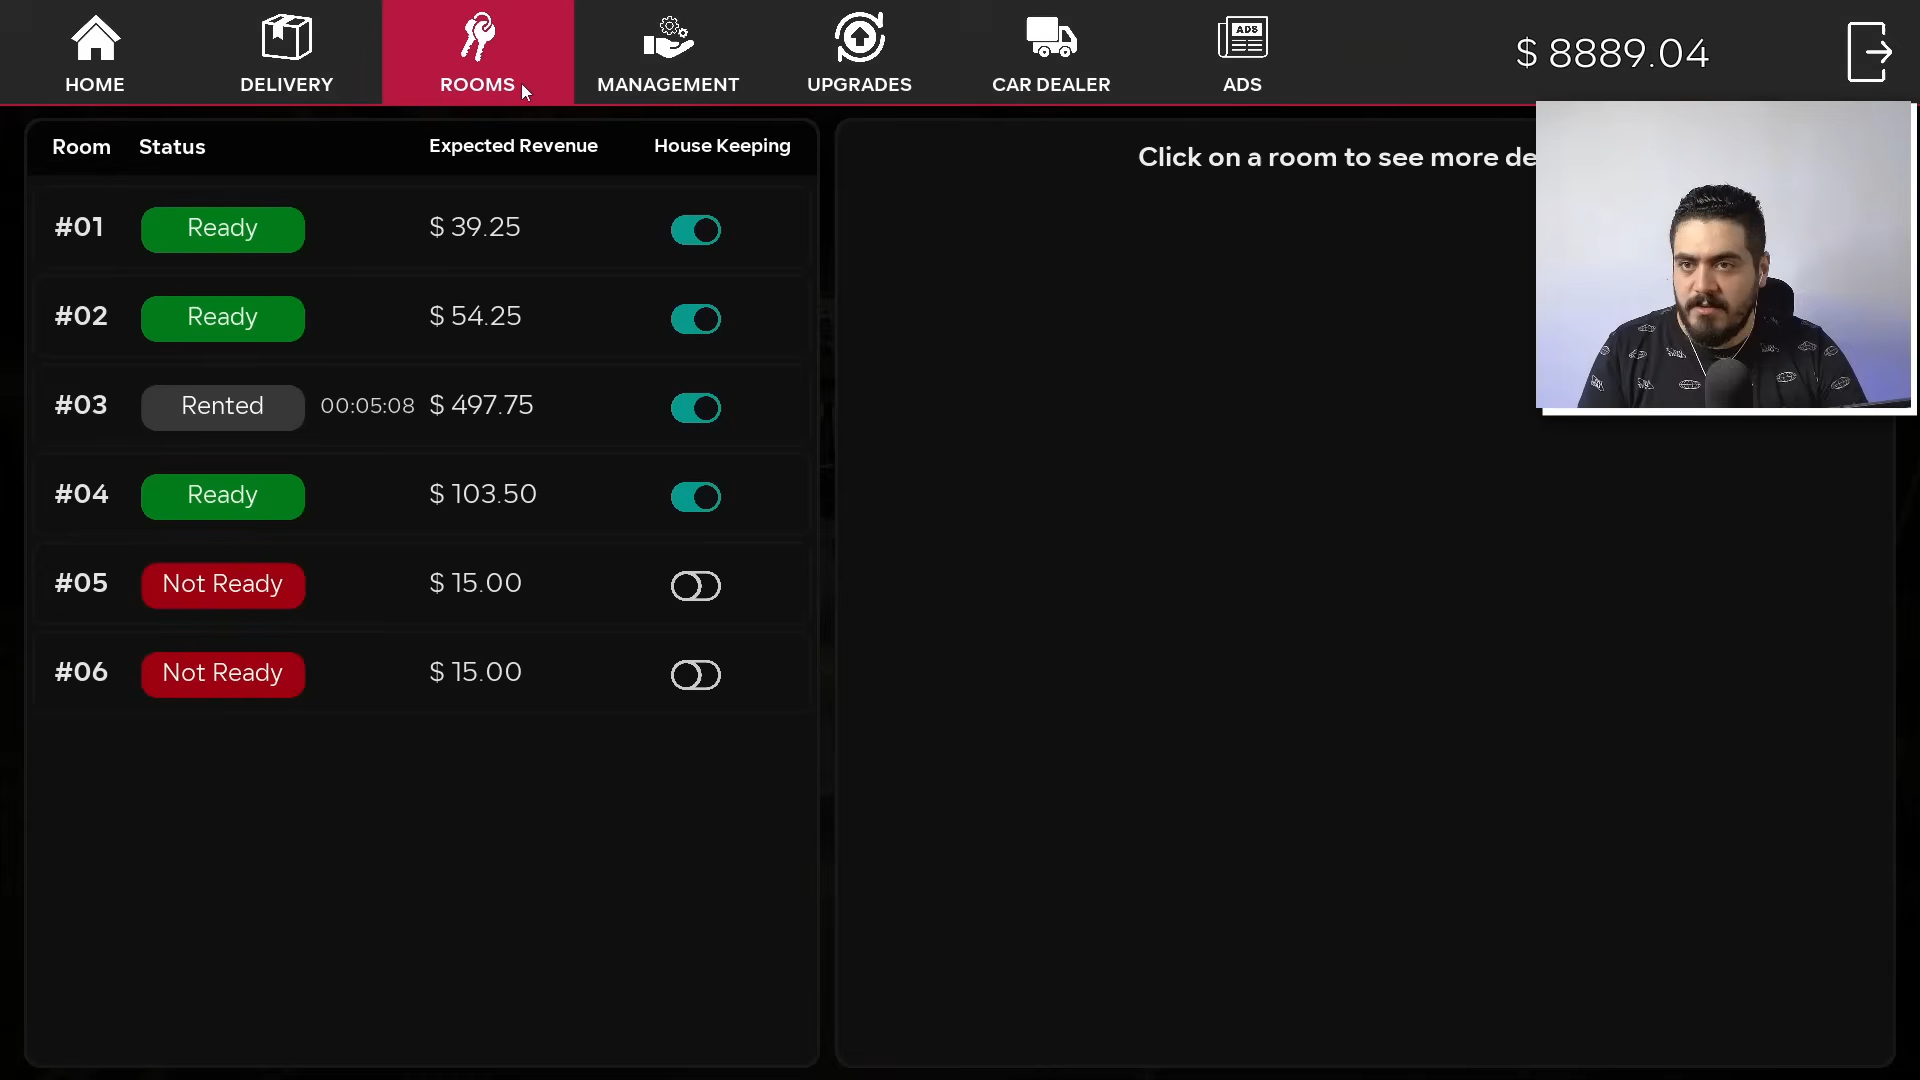 HOME
DELIVERY
ROOMS
MANAGEMENT
UPGRADES
CAR DEALER
ADS
ADS
$ 8889.04
Room Status Expected Revenue House Keeping
#01 Ready $ 39.25
#02 Ready $ 54.25
#03 Rented 00:05:08 $ 497.75
#04 Ready $ 103.50
#05 Not Ready $ 15.00
#06 Not Ready $ 15.00
Click on a room to see more de